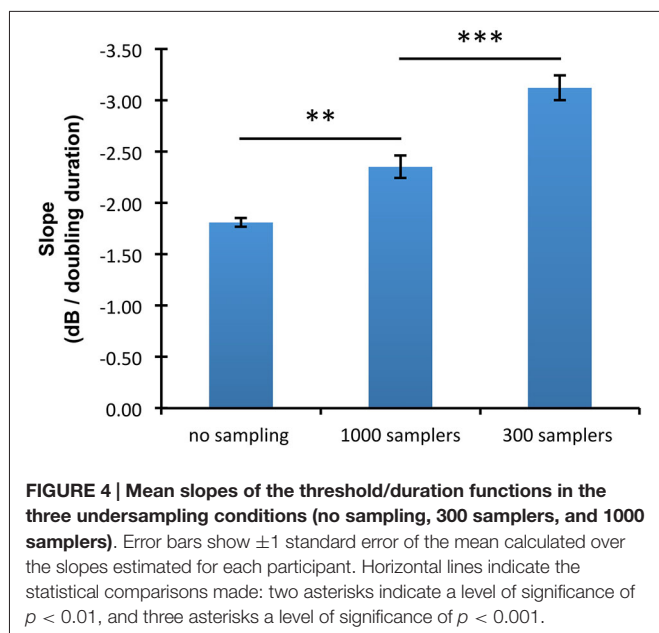 -3.50
-3.00
-2.50
-2.00
-1.50
-1.00
-0.50
0.00
Slope
(dB / doubling duration)
**
***
no sampling
1000 samplers
300 samplers
FIGURE 4 | Mean slopes of the threshold/duration functions in the
three undersampling conditions (no sampling, 300 samplers, and 1000
samplers). Error bars show ±1 standard error of the mean calculated over
the slopes estimated for each participant. Horizontal lines indicate the
statistical comparisons made: two asterisks indicate a level of significance of
p < 0.01, and three asterisks a level of significance of p < 0.001.